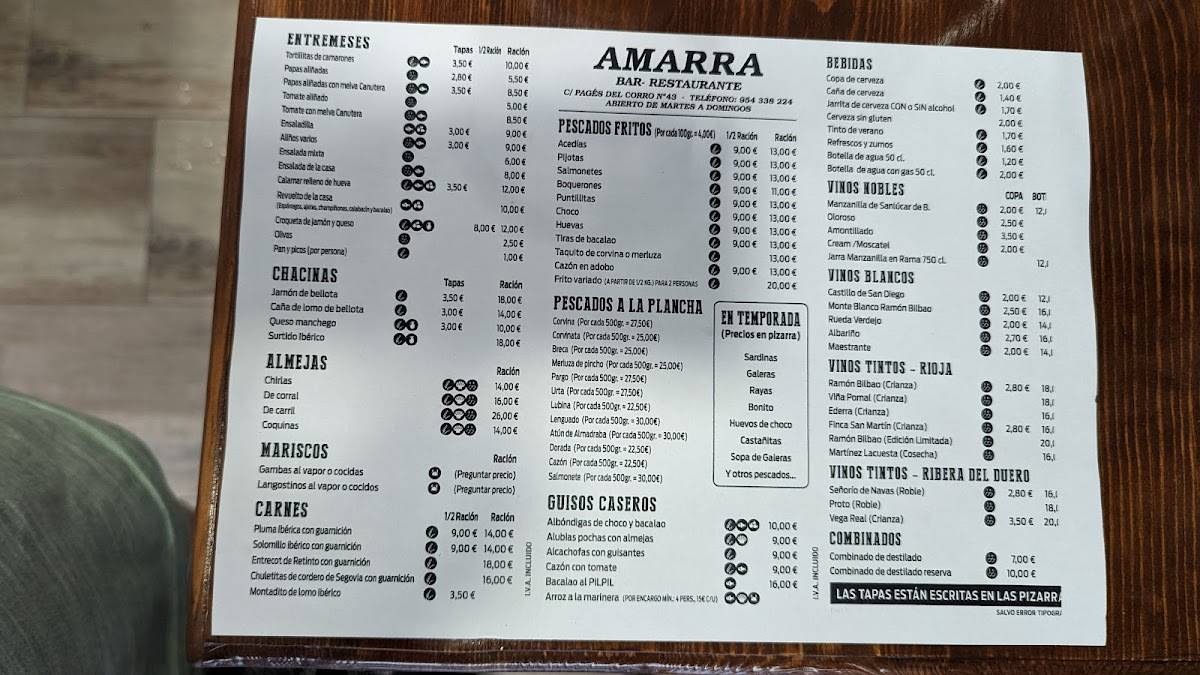 ENTREMESES Tapas 1/2 Ración Ración
Tortillitas de camarones 3,50 € 10,00 €
Papas aliñadas 2,80 € 5,50 €
Papas aliñadas con melva Canutera 3,50 € 8,50 €
Tomate aliñado 5,00 €
Tomate con melva Canutera 8,50 €
Ensaladilla 3,00 € 9,00 €
Aliños varios 3,00 € 9,00 €
Ensalada mixta 6,00 €
Ensalada de la casa 8,00 €
Calamar relleno de hueva 3,50 € 12,00 €
Revuelto de la casa
(Espárragos, ajetes, champiñones, calabacín y bacalao) 10,00 €
Croqueta de jamón y queso 8,00 € 12,00 €
Olivas 2,50 €
Pan y picos (por persona) 1,00 €
CHACINAS Tapas Ración
Jamón de bellota 3,50 € 18,00 €
Caña de lomo de bellota 3,00 € 14,00 €
Queso manchego 3,00 € 10,00 €
Surtido Ibérico 18,00 €
ALMEJAS Ración
Chirlas 14,00 €
De corral 16,00 €
De carril 26,00 €
Coquinas 14,00 €
MARISCOS Ración
Gambas al vapor o cocidas (Preguntar precio)
Langostinos al vapor o cocidos (Preguntar precio)
CARNES 1/2 Ración Ración
Pluma Ibérica con guarnición 9,00 € 14,00 €
Solomillo ibérico con guarnición 9,00 € 14,00 €
Entrecot de Retinto con guarnición 18,00 €
Chuletitas de cordero de Segovia con guarnición 16,00 €
Montadito de lomo ibérico 3,50 €
I.V.A. INCLUIDO
AMARRA
BAR- RESTAURANTE
C/ PAGÉS DEL CORRO Nº43 - TELÉFONO: 954 338 224
ABIERTO DE MARTES A DOMINGOS
PESCADOS FRITOS (Por cada 100gr. = 4,00€) 1/2 Ración Ración
Acedías 9,00 € 13,00 €
Pijotas 9,00 € 13,00 €
Salmonetes 9,00 € 13,00 €
Boquerones 9,00 € 11,00 €
Puntillitas 9,00 € 13,00 €
Choco 9,00 € 13,00 €
Huevas 9,00 € 13,00 €
Tiras de bacalao 9,00 € 13,00 €
Taquito de corvina o merluza 13,00 €
Cazón en adobo 9,00 € 13,00 €
Frito variado (A PARTIR DE 1/2 KG.) PARA 2 PERSONAS 20,00 €
PESCADOS A LA PLANCHA
Corvina (Por cada 500gr. = 27,50€)
Corvinata (Por cada 500gr. = 25,00€)
Breca (Por cada 500gr. = 25,00€)
Merluza de pincho (Por cada 500gr. = 25,00€)
Pargo (Por cada 500gr. = 27,50€)
Urta (Por cada 500gr. = 27,50€)
Lubina (Por cada 500gr. = 22,50€)
Lenguado (Por cada 500gr. = 30,00€)
Atún de Almadraba (Por cada 500gr. = 30,00€)
Dorada (Por cada 500gr. = 22,50€)
Cazón (Por cada 500gr. = 22,50€)
Salmonete (Por cada 500gr. = 30,00€)
EN TEMPORADA
(Precios en pizarra)
Sardinas
Galeras
Rayas
Bonito
Huevos de choco
Castañitas
Sopa de Galeras
Y otros pescados...
GUISOS CASEROS
Albóndigas de choco y bacalao 10,00 €
Alubias pochas con almejas 9,00 €
Alcachofas con guisantes 9,00 €
Cazón con tomate 9,00 €
Bacalao al PILPIL 16,00 €
Arroz a la marinera (POR ENCARGO MÍN.: 4 PERS., 15€ C/U)
I.V.A. INCLUIDO
BEBIDAS
Copa de cerveza 2,00 €
Caña de cerveza 1,40 €
Jarrita de cerveza CON o SIN alcohol 1,70 €
Cerveza sin gluten 2,00 €
Tinto de verano 1,70 €
Refrescos y zumos 1,60 €
Botella de agua 50 cl. 1,20 €
Botella de agua con gas 50 cl. 2,00 €
VINOS NOBLES COPA BOT
Manzanilla de Sanlúcar de B. 2,00 € 12,
Oloroso 2,50 €
Amontillado 3,50 €
Cream /Moscatel 2,00 €
Jarra Manzanilla en Rama 750 cl. 12,
VINOS BLANCOS
Castillo de San Diego 2,00 € 12,
Monte Blanco Ramón Bilbao 2,50 € 16,
Rueda Verdejo 2,00 € 14,
Albariño 2,70 € 16,
Maestrante 2,00 € 14,
VINOS TINTOS - RIOJA
Ramón Bilbao (Crianza) 2,80 € 18,
Viña Pomal (Crianza) 18,
Ederra (Crianza) 16,
Finca San Martín (Crianza) 2,80 € 16,
Ramón Bilbao (Edición Limitada) 20,
Martínez Lacuesta (Cosecha) 16,
VINOS TINTOS - RIBERA DEL DUERO
Señorío de Navas (Roble) 2,80 € 16,
Proto (Roble) 18,
Vega Real (Crianza) 3,50 € 20,
COMBINADOS
Combinado de destilado 7,00 €
Combinado de destilado reserva 10,00 €
LAS TAPAS ESTÁN ESCRITAS EN LAS PIZARRA
SALVO ERROR TIPOGRA